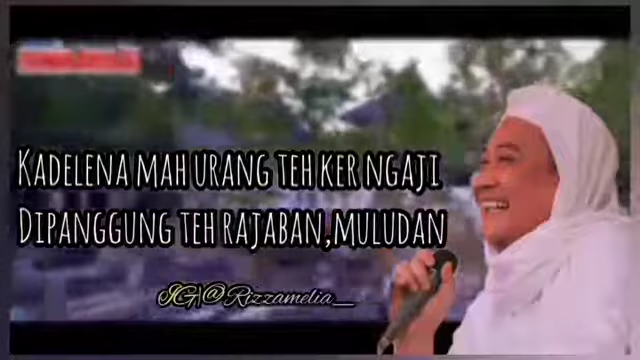 KADELENA MAH URANG TEH KER NGAJI
DIPANGGUNG TEH RAJABAN,MULUDAN
IG|@Rizzamelia__